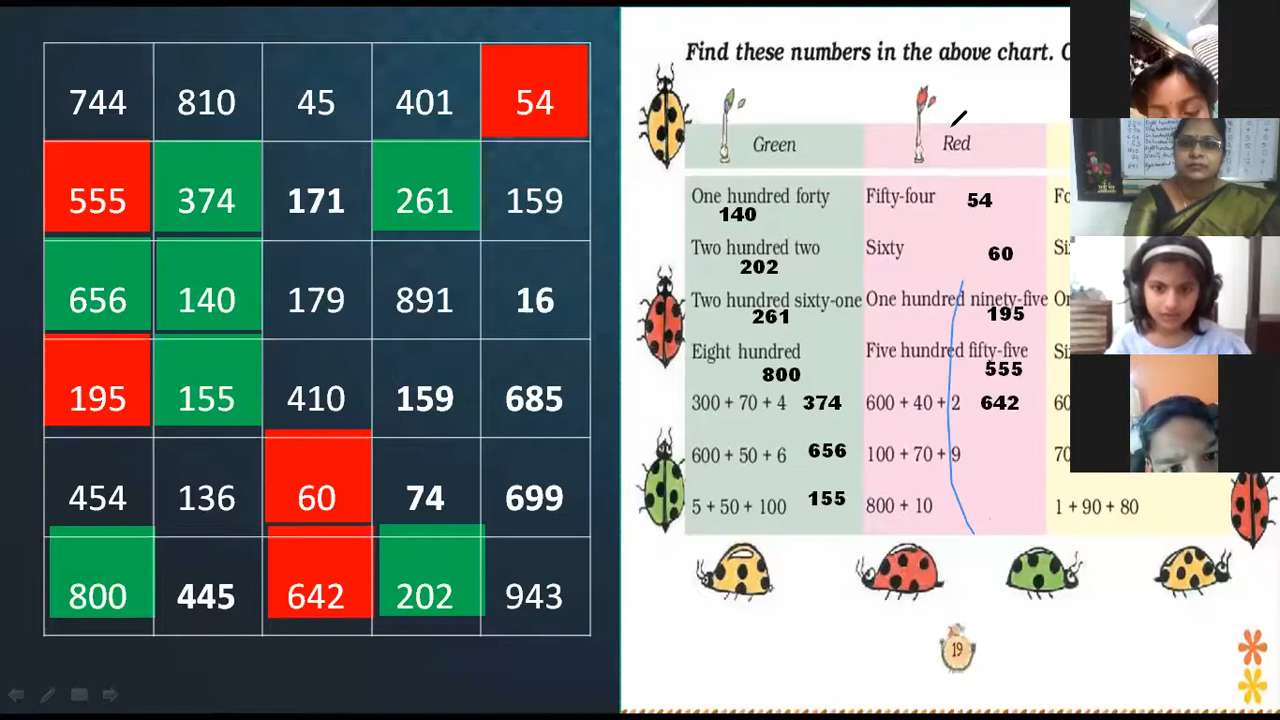 744 810 45 401 54
555 374 171 261 159
656 140 179 891 16
195 155 410 159 685
454 136 60 74 699
800 445 642 202 943
Find these numbers in the above chart.
Green Red
One hundred forty Fifty-four 54
140
Two hundred two Sixty 60
202
Two hundred sixty-one One hundred ninety-five
261 195
Eight hundred Five hundred fifty-five
800 555
300 + 70 + 4 374 600 + 40 + 2 642
600 + 50 + 6 656 100 + 70 + 9
5 + 50 + 100 155 800 + 10 1 + 90 + 80
19